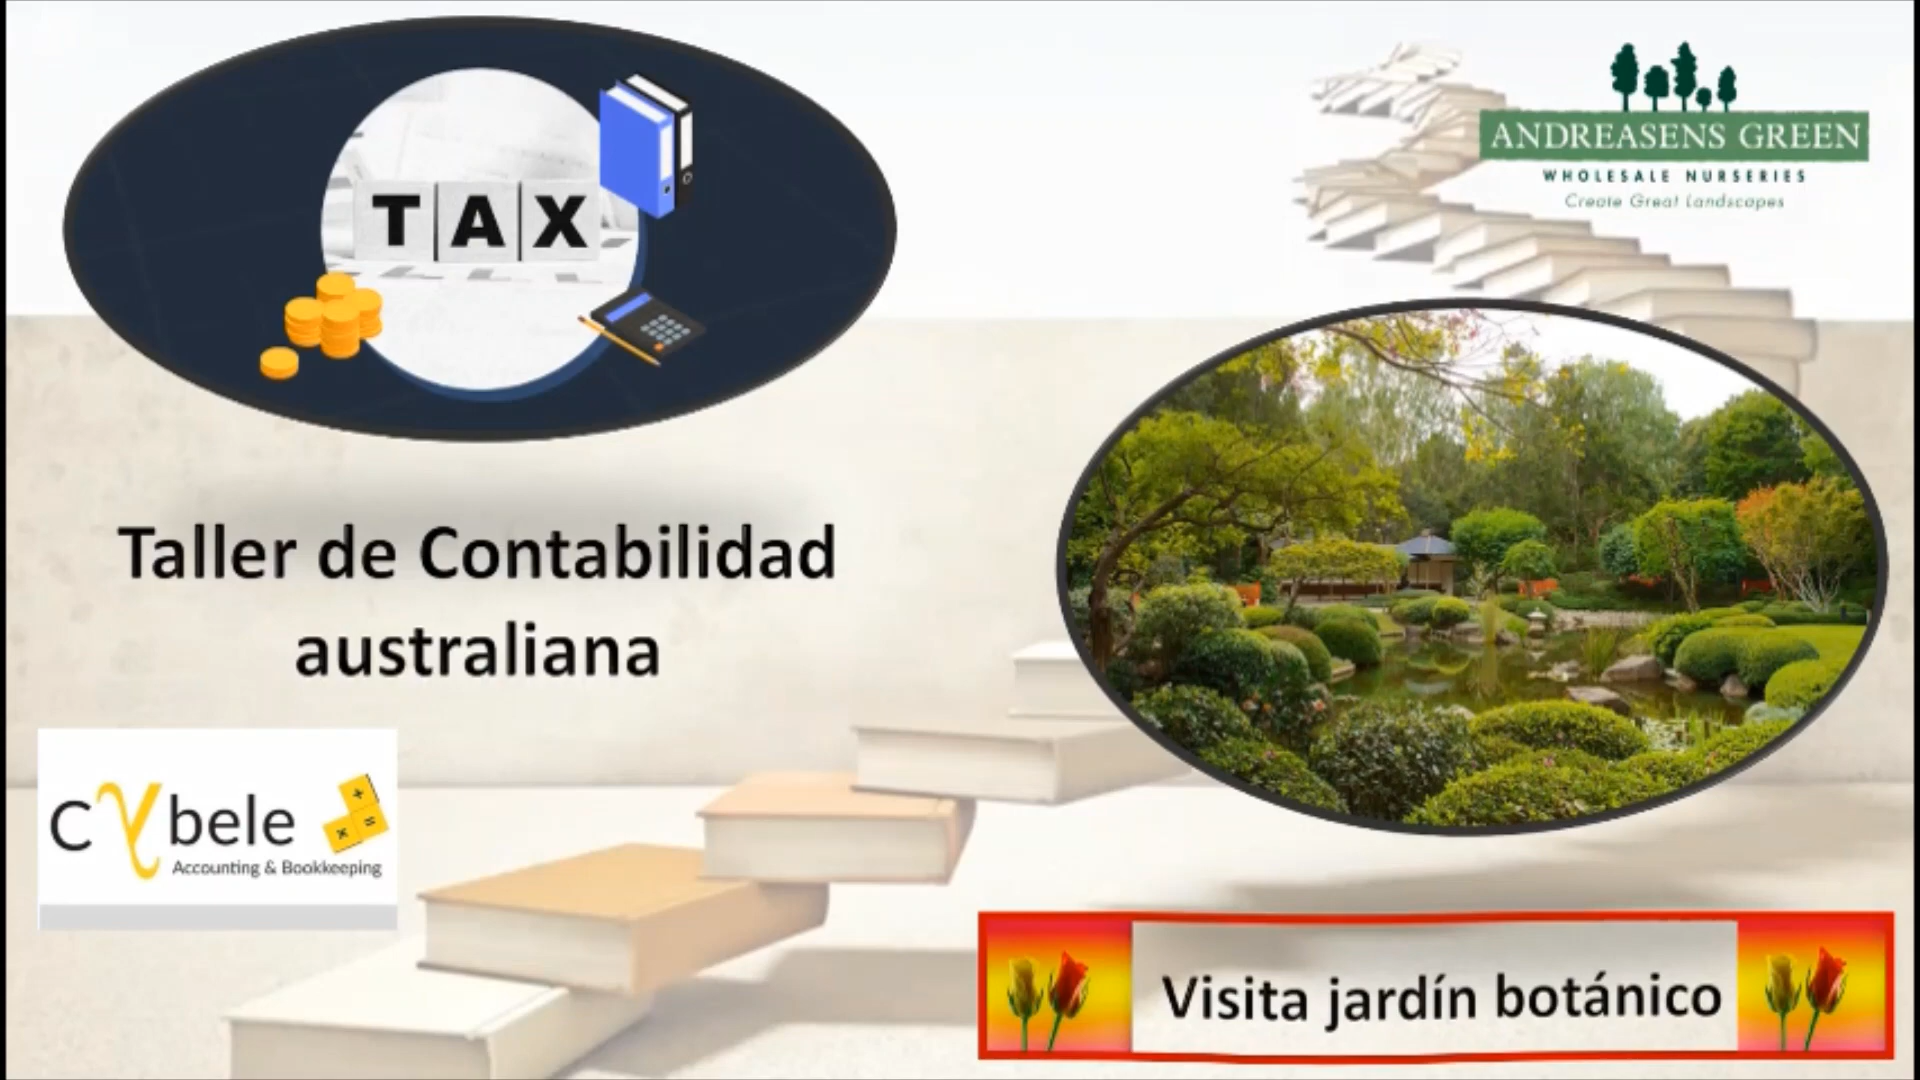 TAX
ANDREASENS GREEN
WHOLESALE NURSERIES
Create Great Landscapes
Taller de Contabilidad
australiana
Cybele
Accounting & Bookkeeping
Visita jardín botánico